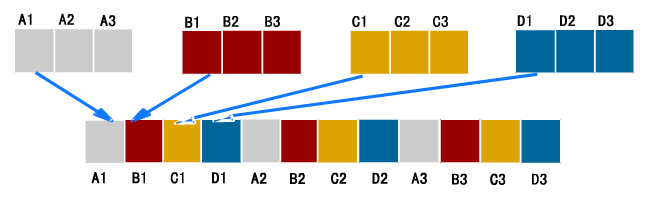 A1 A2 A3 B1 B2 B3 C1 C2 C3 D1 D2 D3
A1 B1 C1 D1 A2 B2 C2 D2 A3 B3 C3 D3